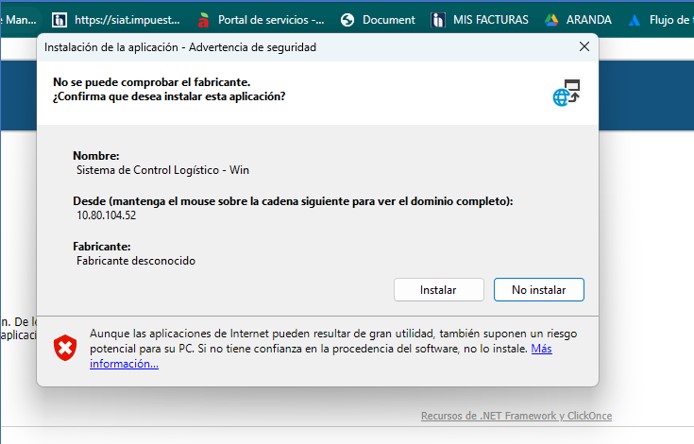 Man...
https://siat.impuest...
Portal de servicios -...
Document
MIS FACTURAS
ARANDA
Flujo de
Instalación de la aplicación - Advertencia de seguridad
No se puede comprobar el fabricante.
¿Confirma que desea instalar esta aplicación?
Nombre:
Sistema de Control Logístico - Win
Desde (mantenga el mouse sobre la cadena siguiente para ver el dominio completo):
10.80.104.52
Fabricante:
Fabricante desconocido
Instalar
No instalar
n. De l
aplicaci
Aunque las aplicaciones de Internet pueden resultar de gran utilidad, también suponen un riesgo
potencial para su PC. Si no tiene confianza en la procedencia del software, no lo instale. Más
información...
Recursos de .NET Framework y ClickOnce